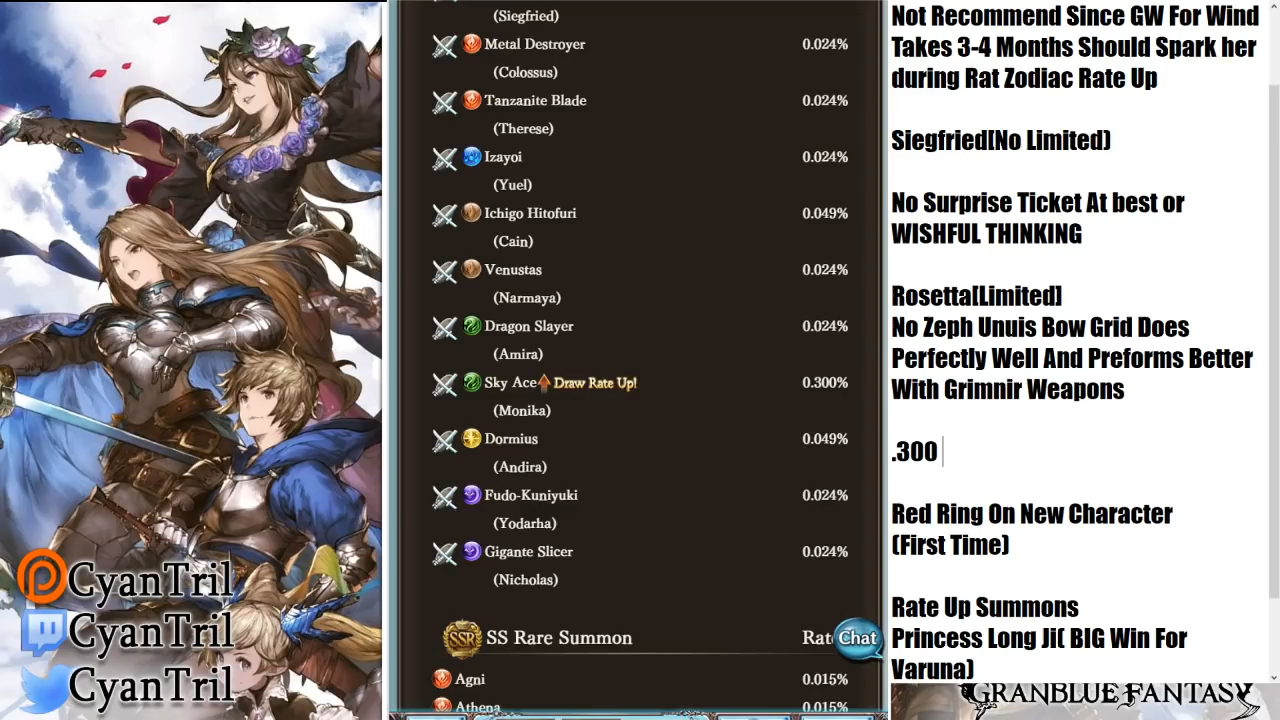 (Siegfried)
Metal Destroyer 0.024%
(Colossus)
Tanzanite Blade 0.024%
(Therese)
Izayoi 0.024%
(Yuel)
Ichigo Hitofuri 0.049%
(Cain)
Venustas 0.024%
(Narmaya)
Dragon Slayer 0.024%
(Amira)
Sky Ace Draw Rate Up! 0.300%
(Monika)
Dormius 0.049%
(Andira)
Fudo-Kuniyuki 0.024%
(Yodarha)
Gigante Slicer 0.024%
(Nicholas)
SSR SS Rare Summon Rat
Chat
Agni 0.015%
Athena 0.015%
Not Recommend Since GW For Wind
Takes 3-4 Months Should Spark her
during Rat Zodiac Rate Up
Siegfried[No Limited)
No Surprise Ticket At best or
WISHFUL THINKING
Rosetta[Limited]
No Zeph Unuis Bow Grid Does
Perfectly Well And Preforms Better
With Grimnir Weapons
.300
Red Ring On New Character
(First Time)
Rate Up Summons
Princess Long Ji( BIG Win For
Varuna)
GRANBLUE FANTASY
CyanTril
CyanTril
CyanTril